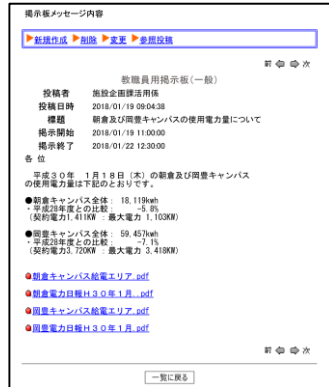 掲示板メッセージ内容
新規作成 削除 変更 参照投稿
前 次
教職員用掲示板(一般)
投稿者 施設企画課活用係
投稿日時 2018/01/19 09:04:38
標題 朝倉及び岡豊キャンパスの使用電力量について
掲示開始 2018/01/19 11:00:00
掲示終了 2018/01/22 12:30:00
各 位
平成30年 1月18日(木)の朝倉及び岡豊キャンパス
の使用電力量は下記のとおりです。
●朝倉キャンパス全体: 18,119kwh
・平成28年度との比較: -5.8%
(契約電力1,411KW :最大電力 1,103KW)
●岡豊キャンパス全体: 59,457kwh
・平成28年度との比較: -7.1%
(契約電力3,720KW :最大電力 3,418KW)
朝倉キャンパス給電エリア.pdf
朝倉電力日報H30年1月..pdf
岡豊キャンパス給電エリア.pdf
岡豊電力日報H30年1月.pdf
前 次
一覧に戻る